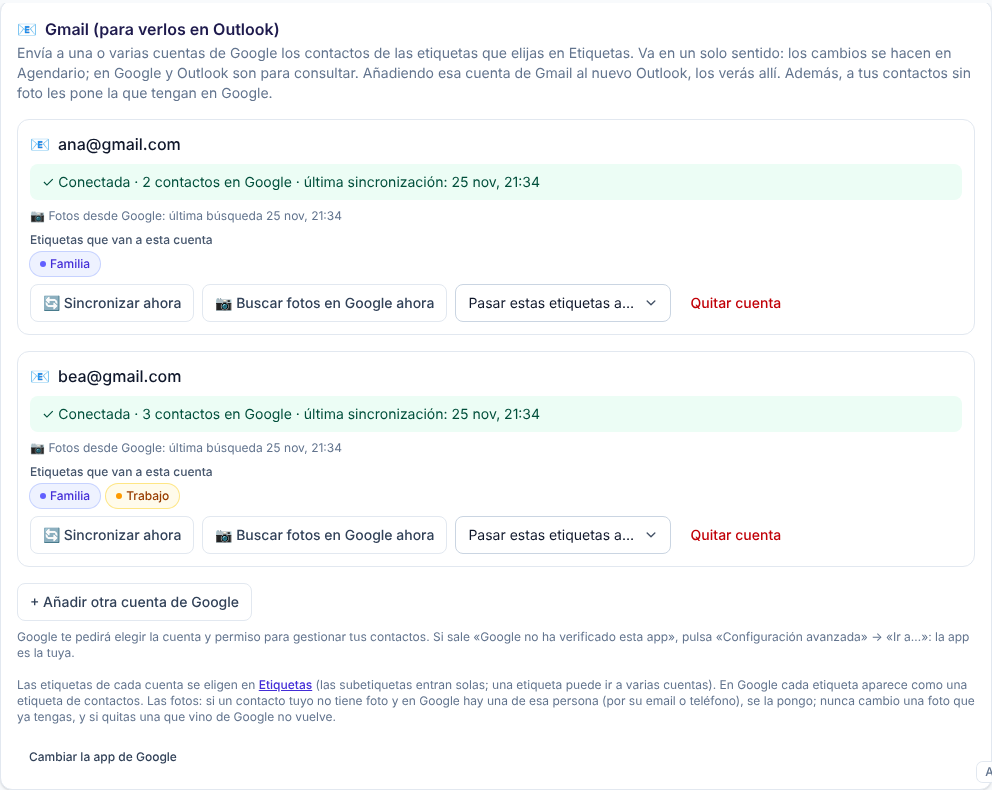 Gmail (para verlos en Outlook)
Envía a una o varias cuentas de Google los contactos de las etiquetas que elijas en Etiquetas. Va en un solo sentido: los cambios se hacen en
Agendario; en Google y Outlook son para consultar. Añadiendo esa cuenta de Gmail al nuevo Outlook, los verás allí. Además, a tus contactos sin
foto les pone la que tengan en Google.
ana@gmail.com
✓ Conectada · 2 contactos en Google · última sincronización: 25 nov, 21:34
Fotos desde Google: última búsqueda 25 nov, 21:34
Etiquetas que van a esta cuenta
Familia
Sincronizar ahora
Buscar fotos en Google ahora
Pasar estas etiquetas a...
Quitar cuenta
bea@gmail.com
✓ Conectada · 3 contactos en Google · última sincronización: 25 nov, 21:34
Fotos desde Google: última búsqueda 25 nov, 21:34
Etiquetas que van a esta cuenta
Familia
Trabajo
Sincronizar ahora
Buscar fotos en Google ahora
Pasar estas etiquetas a...
Quitar cuenta
+ Añadir otra cuenta de Google
Google te pedirá elegir la cuenta y permiso para gestionar tus contactos. Si sale «Google no ha verificado esta app», pulsa «Configuración avanzada» → «Ir a...»: la app
es la tuya.
Las etiquetas de cada cuenta se eligen en Etiquetas (las subetiquetas entran solas; una etiqueta puede ir a varias cuentas). En Google cada etiqueta aparece como una
etiqueta de contactos. Las fotos: si un contacto tuyo no tiene foto y en Google hay una de esa persona (por su email o teléfono), se la pongo; nunca cambio una foto que
ya tengas, y si quitas una que vino de Google no vuelve.
Cambiar la app de Google